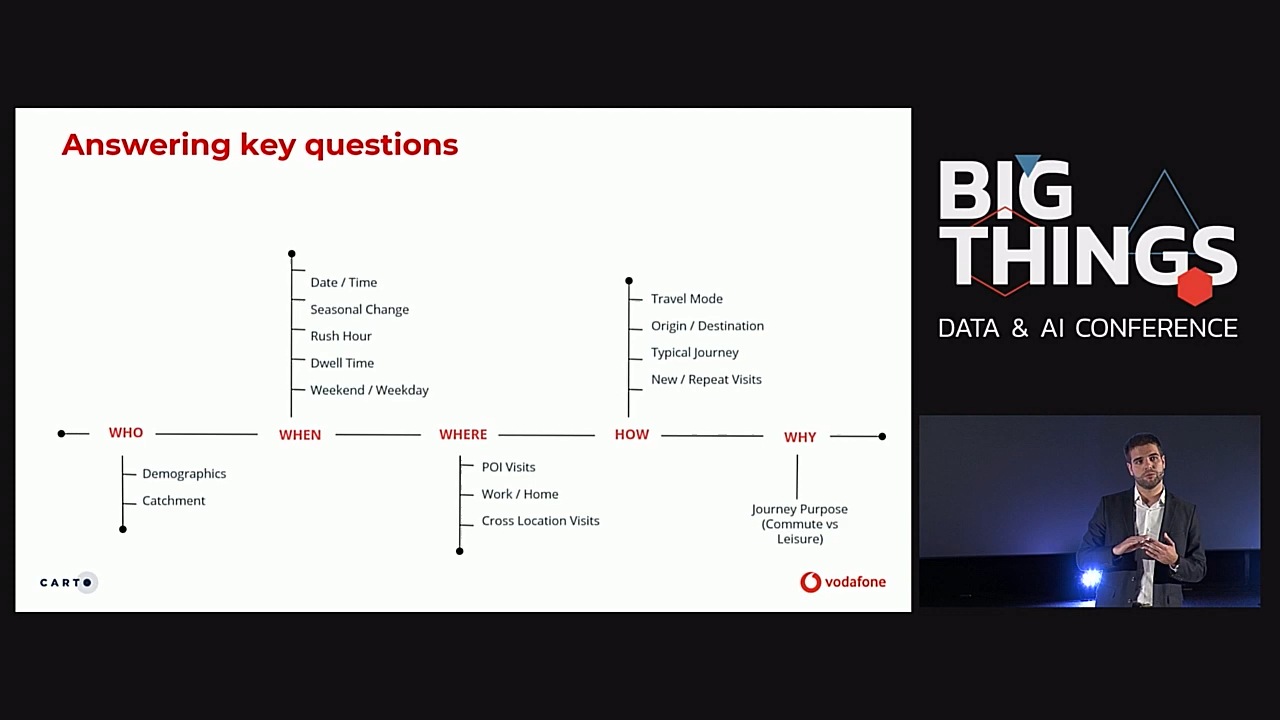 Answering key questions
Date / Time
Seasonal Change
Rush Hour
Dwell Time
Weekend / Weekday
Travel Mode
Origin / Destination
Typical Journey
New / Repeat Visits
WHO
WHEN
WHERE
HOW
WHY
Demographics
Catchment
POI Visits
Work / Home
Cross Location Visits
Journey Purpose
(Commute vs
Leisure)
CARTO
vodafone
BIG
THINGS
DATA & AI CONFERENCE